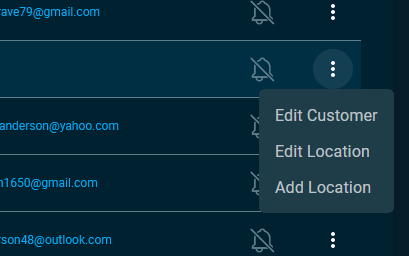 rave79@gmail.com
Edit Customer
anderson@yahoo.com
Edit Location
n1650@gmail.com
Add Location
rson48@outlook.com